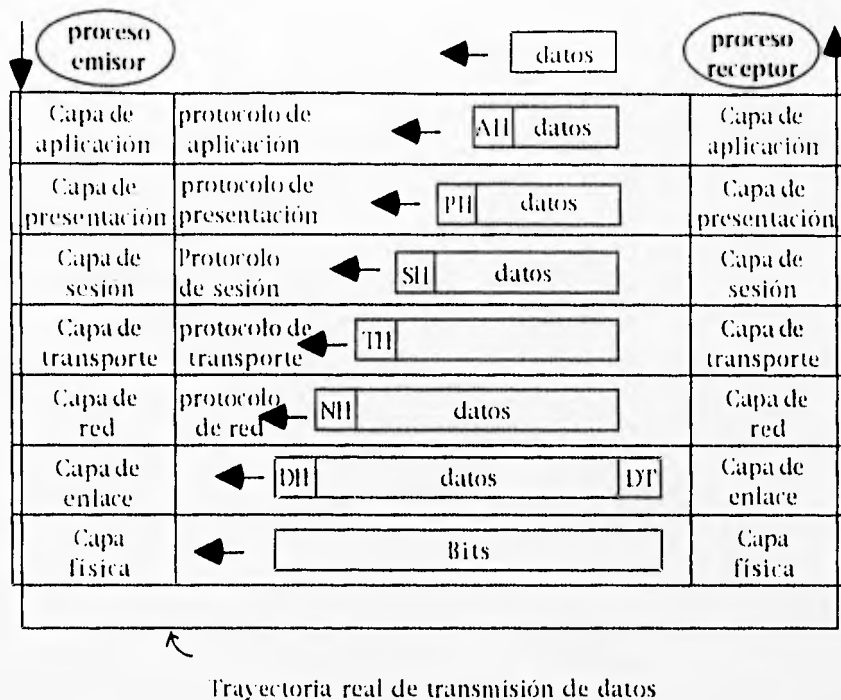 proceso
emisor
datos
proceso
receptor
Capa de
aplicación
protocolo de
aplicación
AH
datos
Capa de
aplicación
Capa de
presentación
protocolo de
presentación
PH
datos
Capa de
presentación
Capa de
sesión
Protocolo
de sesión
SH
datos
Capa de
sesión
Capa de
transporte
protocolo de
transporte
TH
Capa de
transporte
Capa de
red
protocolo
de red
NH
datos
Capa de
red
Capa de
enlace
DH
datos
DT
Capa de
enlace
Capa
física
Bits
Capa
física
Trayectoria real de transmisión de datos